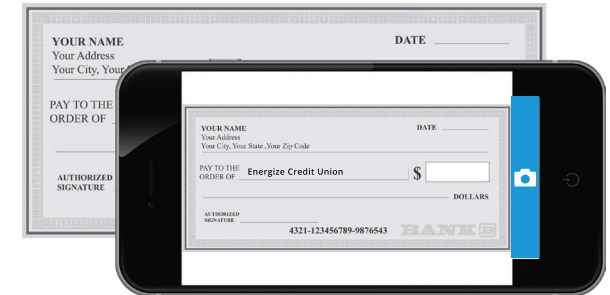 YOUR NAME
DATE
Your Address
Your City, Your
PAY TO THE
ORDER OF
AUTHORIZED
SIGNATURE
YOUR NAME
DATE
Your Address
Your City, Your State ,Your Zip Code
PAY TO THE
ORDER OF Energize Credit Union $
DOLLARS
AUTHORIZED
SIGNATURE
4321-123456789-9876543 BANK B